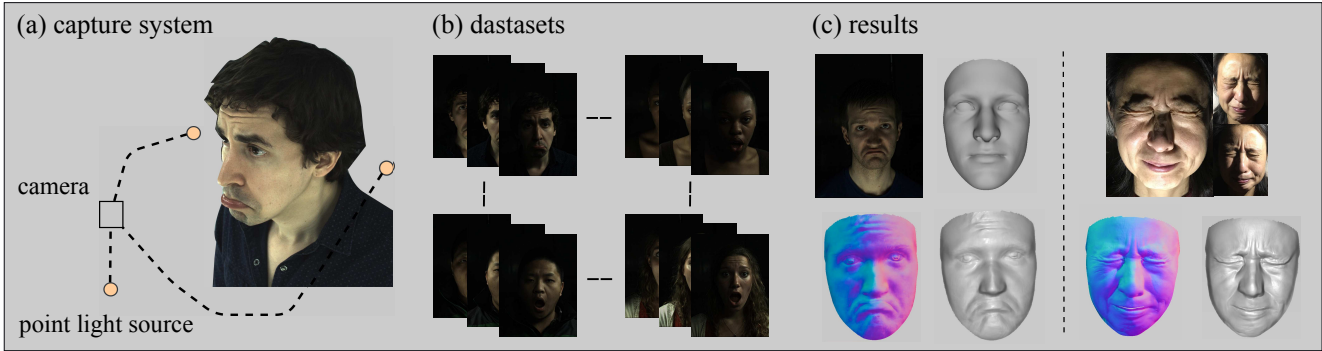 (a) capture system
(b) dastasets
(c) results
camera
point light source